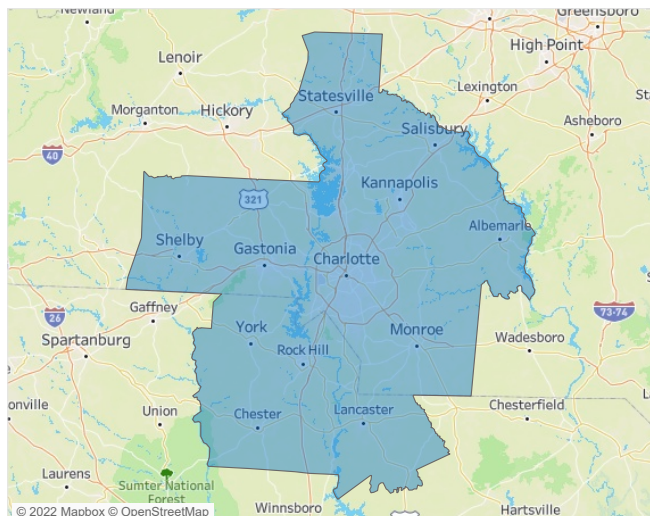 Newland
Greensboro
High Point
Lenoir
Lexington
Statesville
Morganton
Hickory
Asheboro
Salisbury
40
Kannapolis
321
Albemarle
Shelby
Gastonia
Charlotte
Gaffney
26
73-74
York
Monroe
Spartanburg
Wadesboro
Rock Hill
onville
Union
Chester
Lancaster
Chesterfield
Laurens
Sumter National
Forest
Winnsboro
Hartsville
© 2022 Mapbox © OpenStreetMap